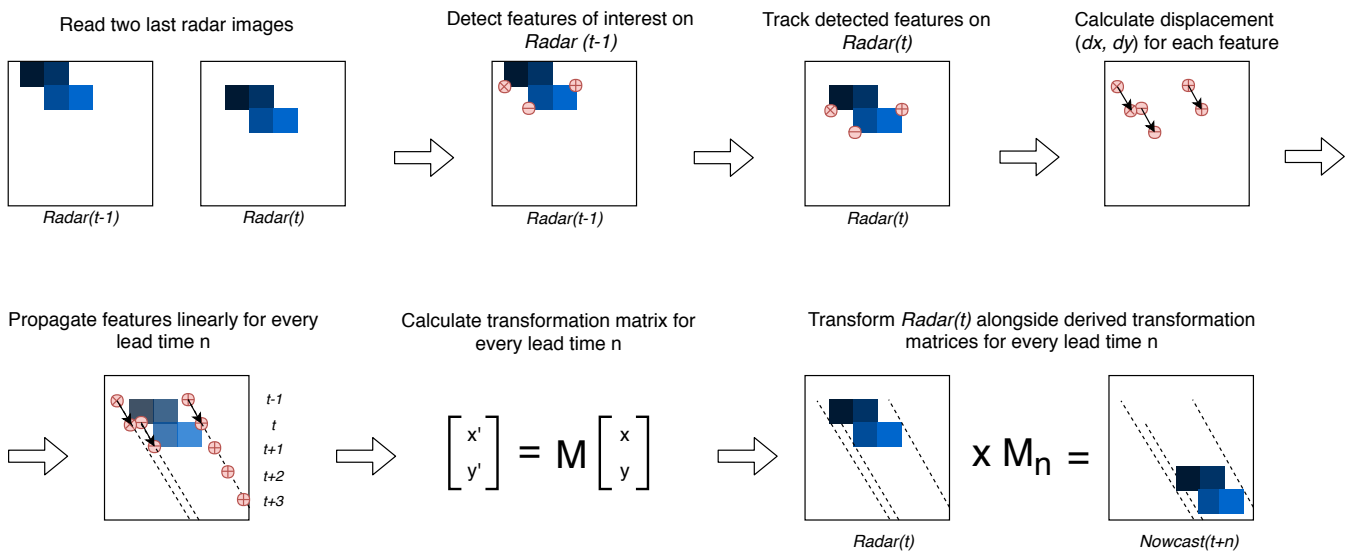 Read two last radar images
Radar(t-1)
Radar(t)
Detect features of interest on
Radar (t-1)
Radar(t-1)
Track detected features on
Radar(t)
Radar(t)
Calculate displacement
(dx, dy) for each feature
Propagate features linearly for every
lead time n
t-1
t
t+1
t+2
t+3
Calculate transformation matrix for
every lead time n
x' = M x
y' y
Transform Radar(t) alongside derived transformation
matrices for every lead time n
x Mn =
Radar(t)
Nowcast(t+n)